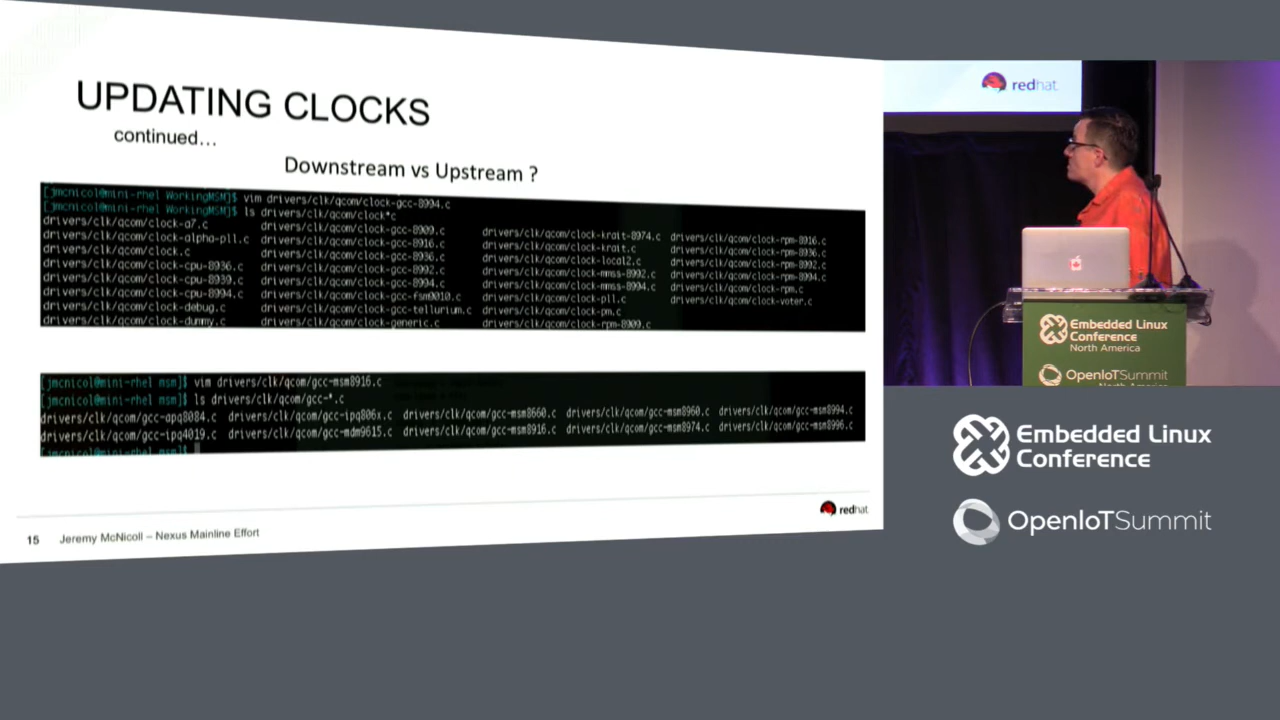 UPDATING CLOCKS
continued...
Downstream vs Upstream ?
[jmcnicol@mini-rhel WorkingMSM]$ vim drivers/clk/qcom/clock-gcc-8994.c
[jmcnicol@mini-rhel WorkingMSM]$ ls drivers/clk/qcom/clock*c
drivers/clk/qcom/clock-a7.c drivers/clk/qcom/clock-gcc-8909.c drivers/clk/qcom/clock-krait-8974.c drivers/clk/qcom/clock-rpm-8916.c
drivers/clk/qcom/clock-alpha-pll.c drivers/clk/qcom/clock-gcc-8916.c drivers/clk/qcom/clock-krait.c drivers/clk/qcom/clock-rpm-8936.c
drivers/clk/qcom/clock.c drivers/clk/qcom/clock-gcc-8936.c drivers/clk/qcom/clock-local2.c drivers/clk/qcom/clock-rpm-8992.c
drivers/clk/qcom/clock-cpu-8936.c drivers/clk/qcom/clock-gcc-8992.c drivers/clk/qcom/clock-mmss-8992.c drivers/clk/qcom/clock-rpm-8994.c
drivers/clk/qcom/clock-cpu-8939.c drivers/clk/qcom/clock-gcc-8994.c drivers/clk/qcom/clock-mmss-8994.c drivers/clk/qcom/clock-rpm.c
drivers/clk/qcom/clock-cpu-8994.c drivers/clk/qcom/clock-gcc-fsm9010.c drivers/clk/qcom/clock-pll.c drivers/clk/qcom/clock-voter.c
drivers/clk/qcom/clock-debug.c drivers/clk/qcom/clock-gcc-tellurium.c drivers/clk/qcom/clock-pm.c
drivers/clk/qcom/clock-dummy.c drivers/clk/qcom/clock-generic.c drivers/clk/qcom/clock-rpm-8909.c
[jmcnicol@mini-rhel msm]$ vim drivers/clk/qcom/gcc-msm8916.c
[jmcnicol@mini-rhel msm]$ ls drivers/clk/qcom/gcc-*.c
drivers/clk/qcom/gcc-apq8084.c drivers/clk/qcom/gcc-ipq806x.c drivers/clk/qcom/gcc-msm8660.c drivers/clk/qcom/gcc-msm8960.c drivers/clk/qcom/gcc-msm8994.c
drivers/clk/qcom/gcc-ipq4019.c drivers/clk/qcom/gcc-mdm9615.c drivers/clk/qcom/gcc-msm8916.c drivers/clk/qcom/gcc-msm8974.c drivers/clk/qcom/gcc-msm8996.c
[jmcnicol@mini-rhel msm]$
15 Jeremy McNicoll – Nexus Mainline Effort
redhat
redhat.
Embedded Linux
Conference
North America
OpenIoTSummit
North America
Embedded Linux
Conference
OpenIoTSummit